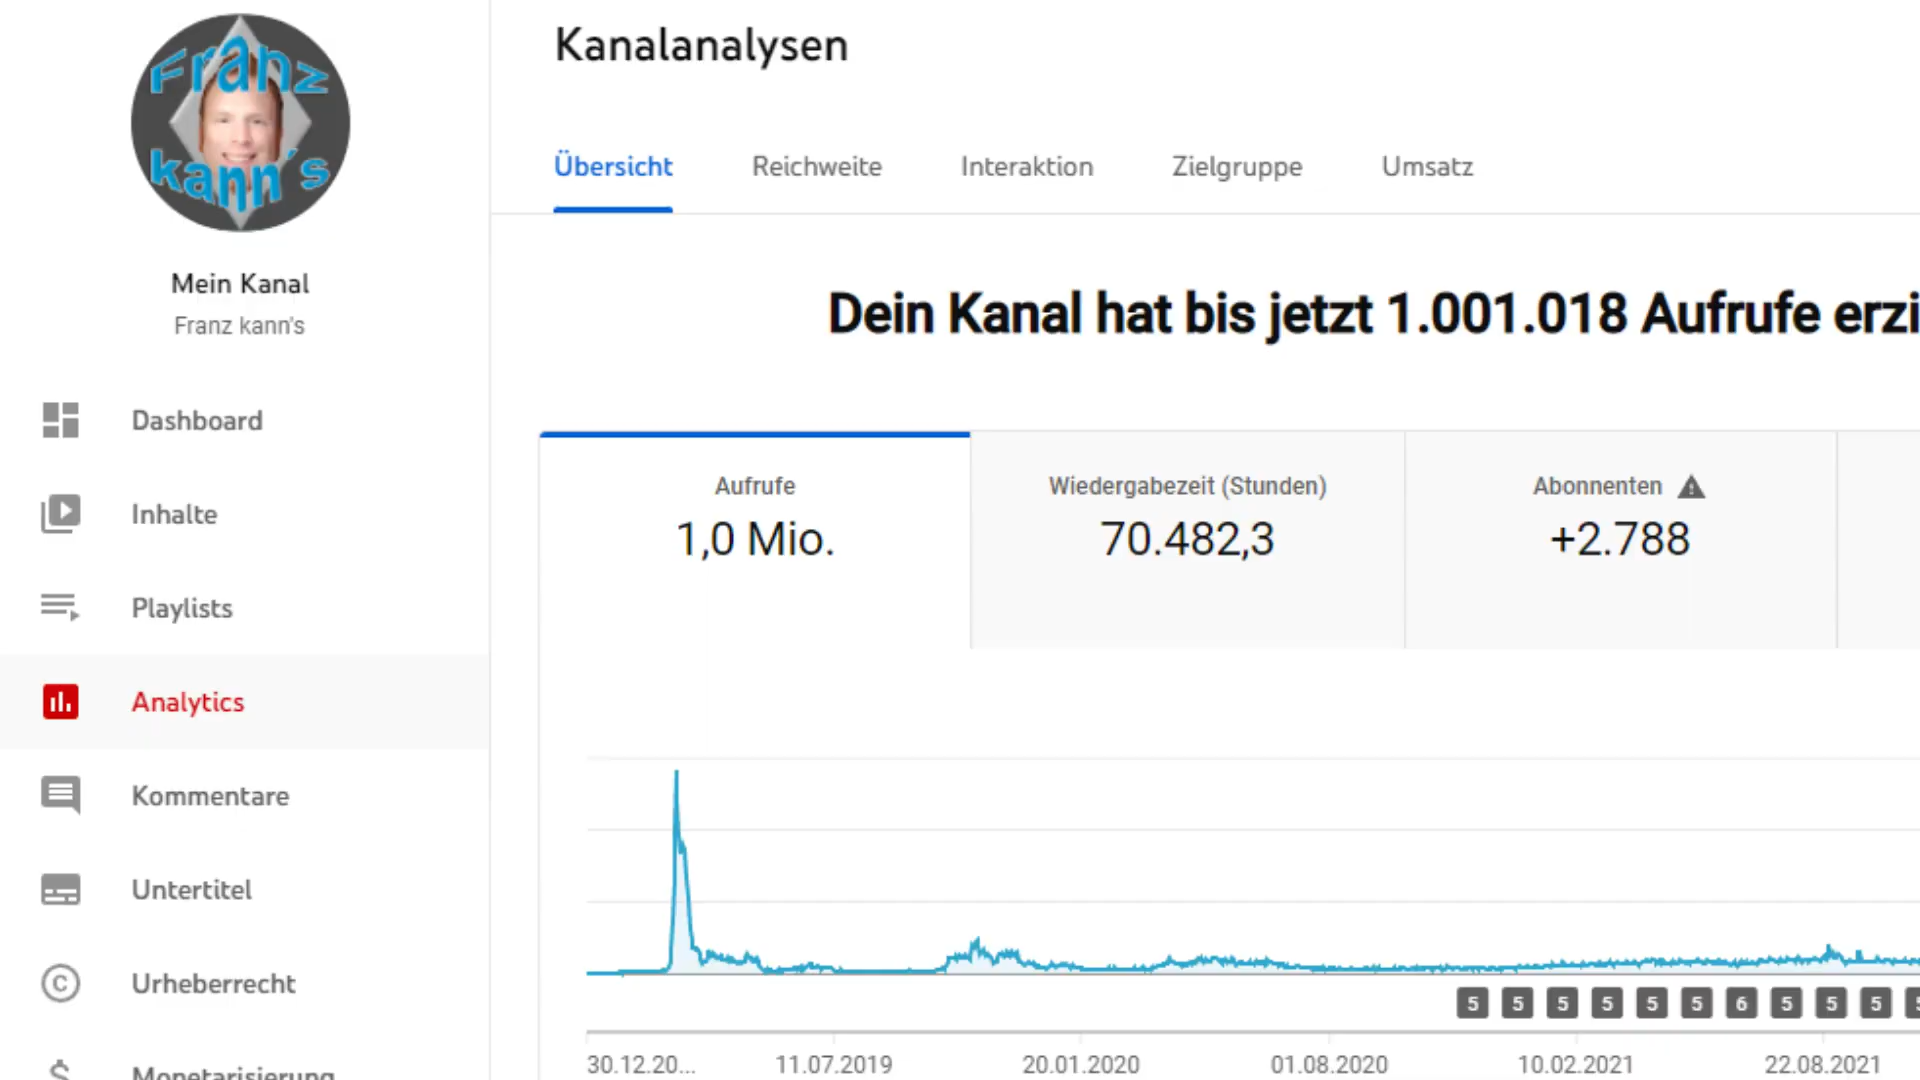 Franz
kann´s
Mein Kanal
Franz kann's
Dashboard
Inhalte
Playlists
Analytics
Kommentare
Untertitel
Urheberrecht
Monetarisierung
Kanalanalysen
Übersicht Reichweite Interaktion Zielgruppe Umsatz
Dein Kanal hat bis jetzt 1.001.018 Aufrufe erzi
Aufrufe Wiedergabezeit (Stunden) Abonnenten
1,0 Mio. 70.482,3 +2.788
5 5 5 5 5 5 6 5 5 5 5
30.12.20... 11.07.2019 20.01.2020 01.08.2020 10.02.2021 22.08.2021